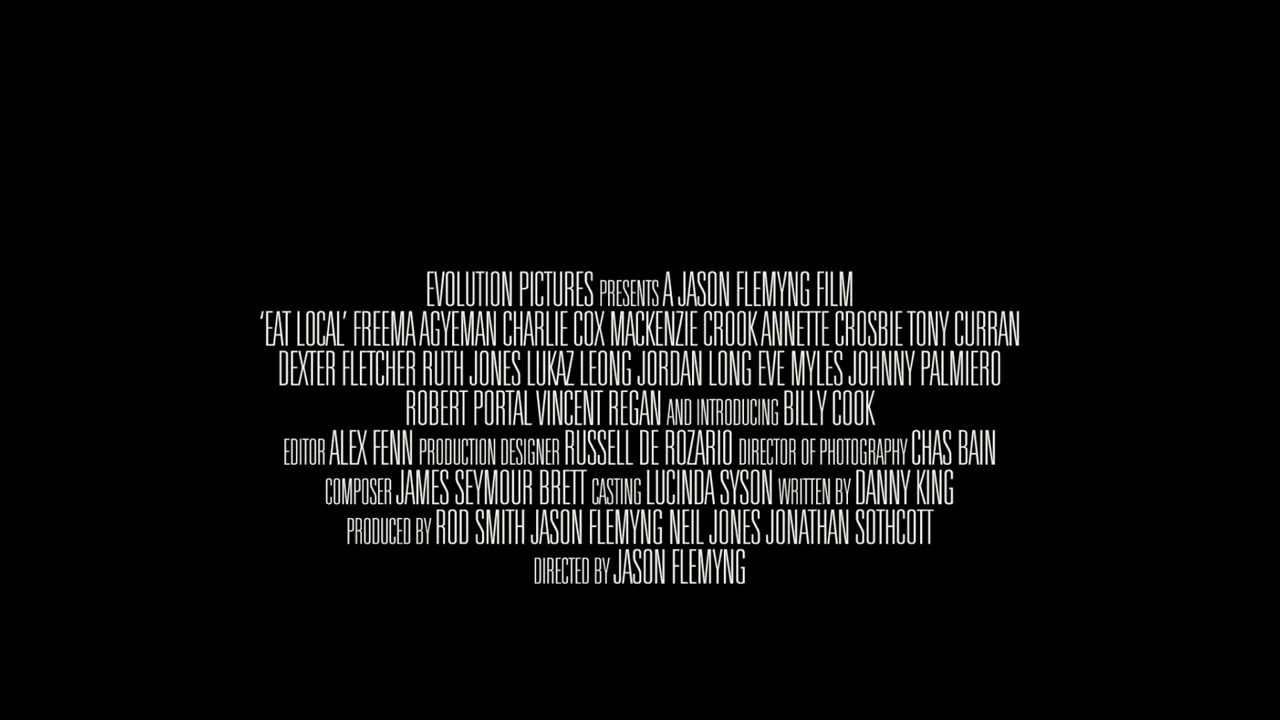 EVOLUTION PICTURES PRESENTS A JASON FLEMYNG FILM
‘EAT LOCAL’ FREEMA AGYEMAN CHARLIE COX MACKENZIE CROOK ANNETTE CROSBIE TONY CURRAN
DEXTER FLETCHER RUTH JONES LUKAZ LEONG JORDAN LONG EVE MYLES JOHNNY PALMIERO
ROBERT PORTAL VINCENT REGAN AND INTRODUCING BILLY COOK
EDITOR ALEX FENN PRODUCTION DESIGNER RUSSELL DE ROZARIO DIRECTOR OF PHOTOGRAPHY CHAS BAIN
COMPOSER JAMES SEYMOUR BRETT CASTING LUCINDA SYSON WRITTEN BY DANNY KING
PRODUCED BY ROD SMITH JASON FLEMYNG NEIL JONES JONATHAN SOTHCOTT
DIRECTED BY JASON FLEMYNG